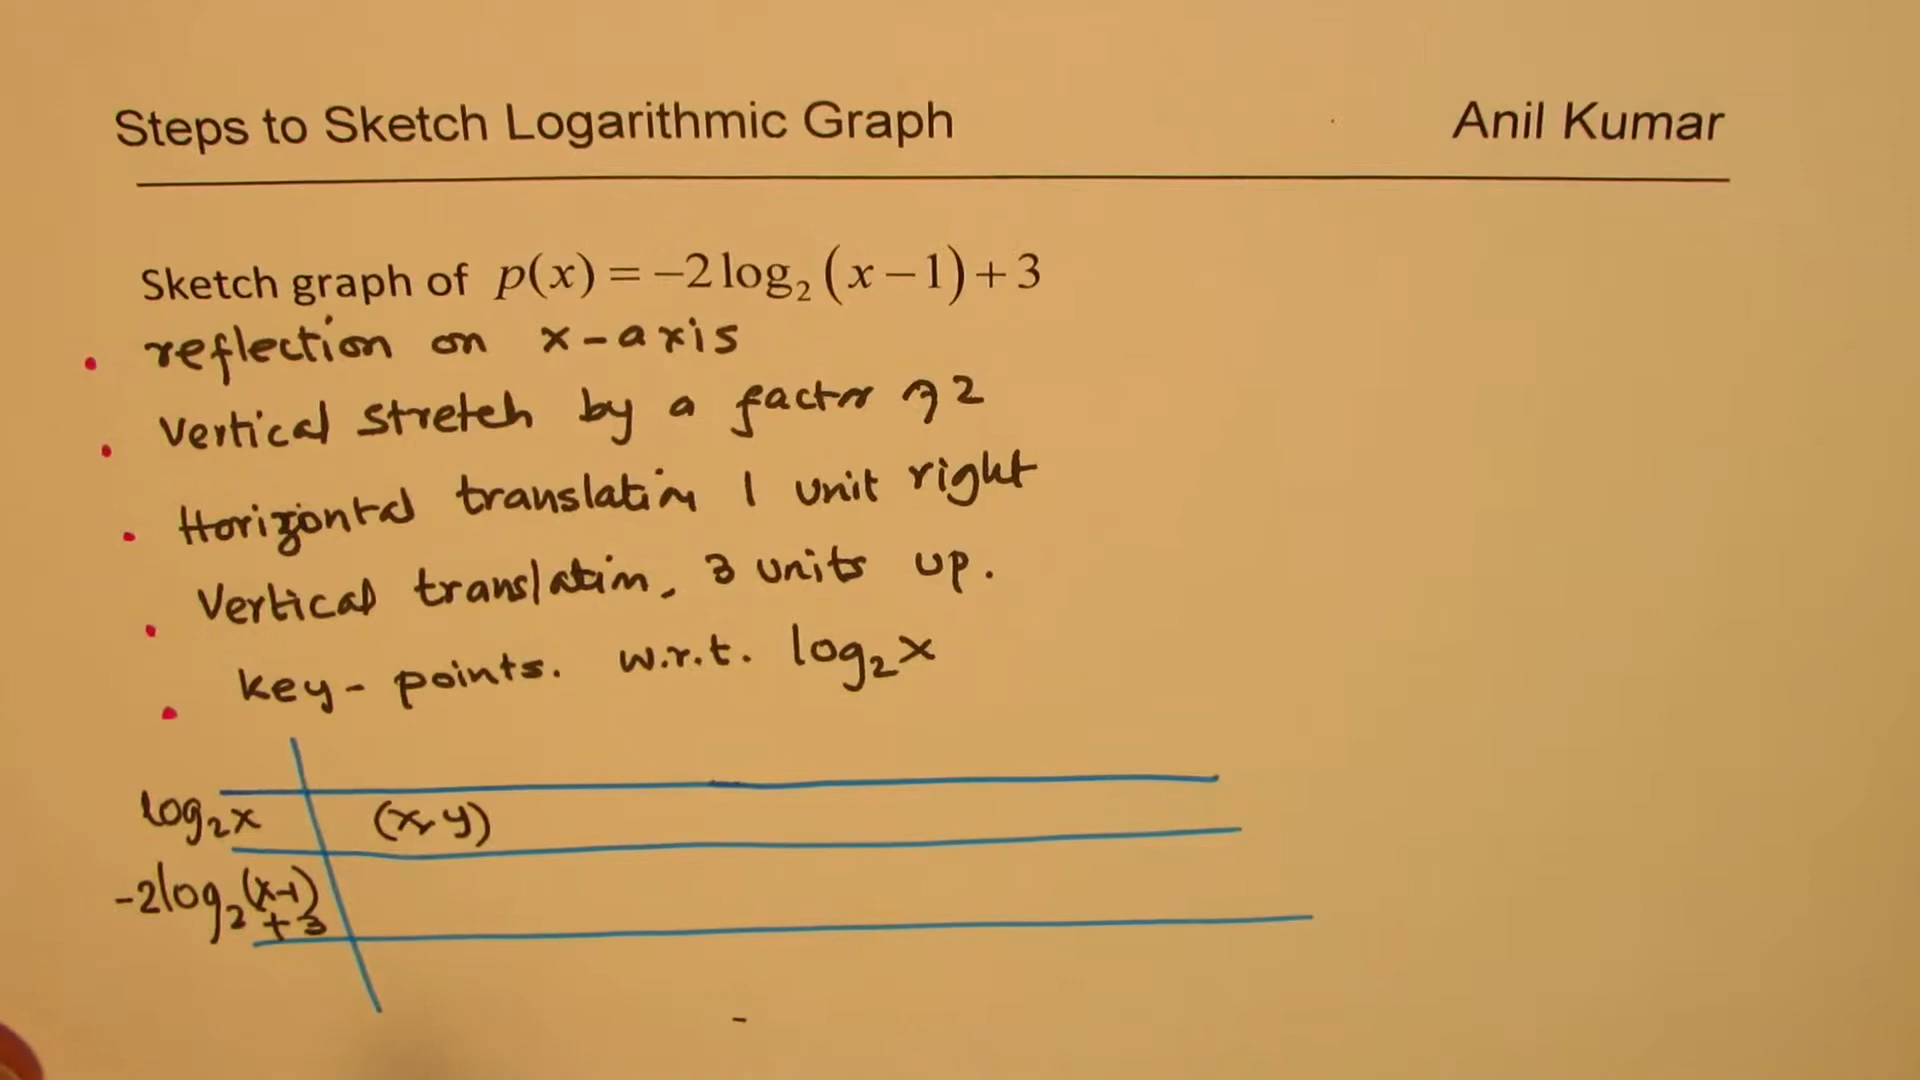 Steps to Sketch Logarithmic Graph Anil Kumar
Sketch graph of p(x) = −2 log₂ (x − 1) + 3
reflection on x-axis
Vertical stretch by a factor of 2
Horizontal translation 1 unit right
Vertical translation, 3 units up.
key-points. w.r.t. log₂x
log₂x (x, y)
-2log₂(x-1)
+3